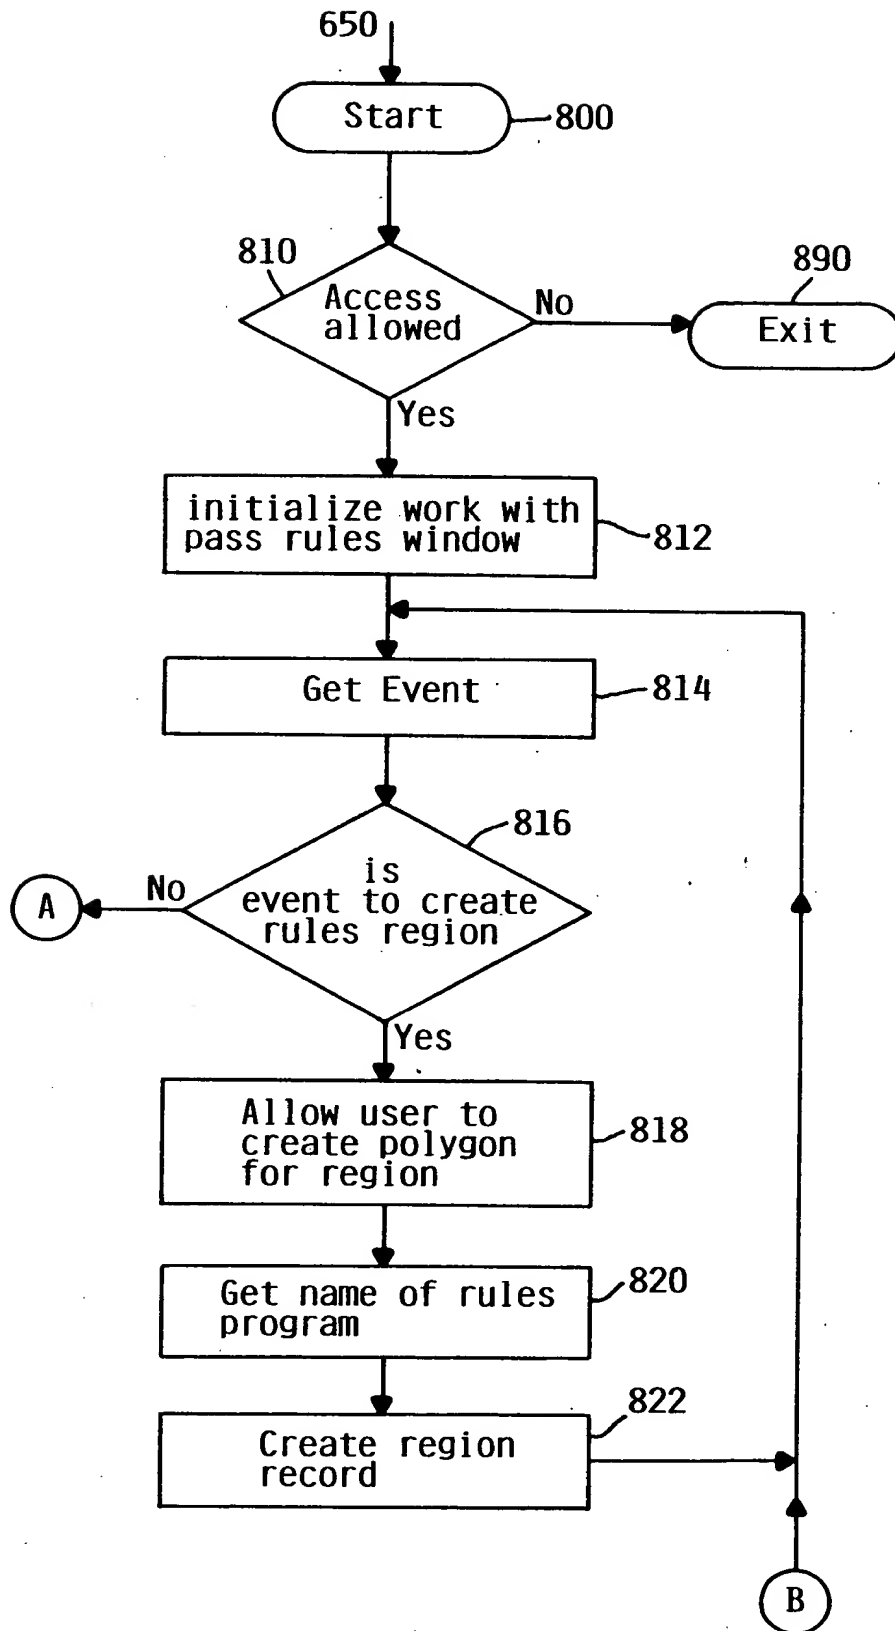 650
Start
800
810
Access
allowed
No
890
Exit
Yes
initialize work with
pass rules window
812
Get Event
814
816
is
event to create
rules region
No
A
Yes
Allow user to
create polygon
for region
818
Get name of rules
program
820
822
Create region
record
B